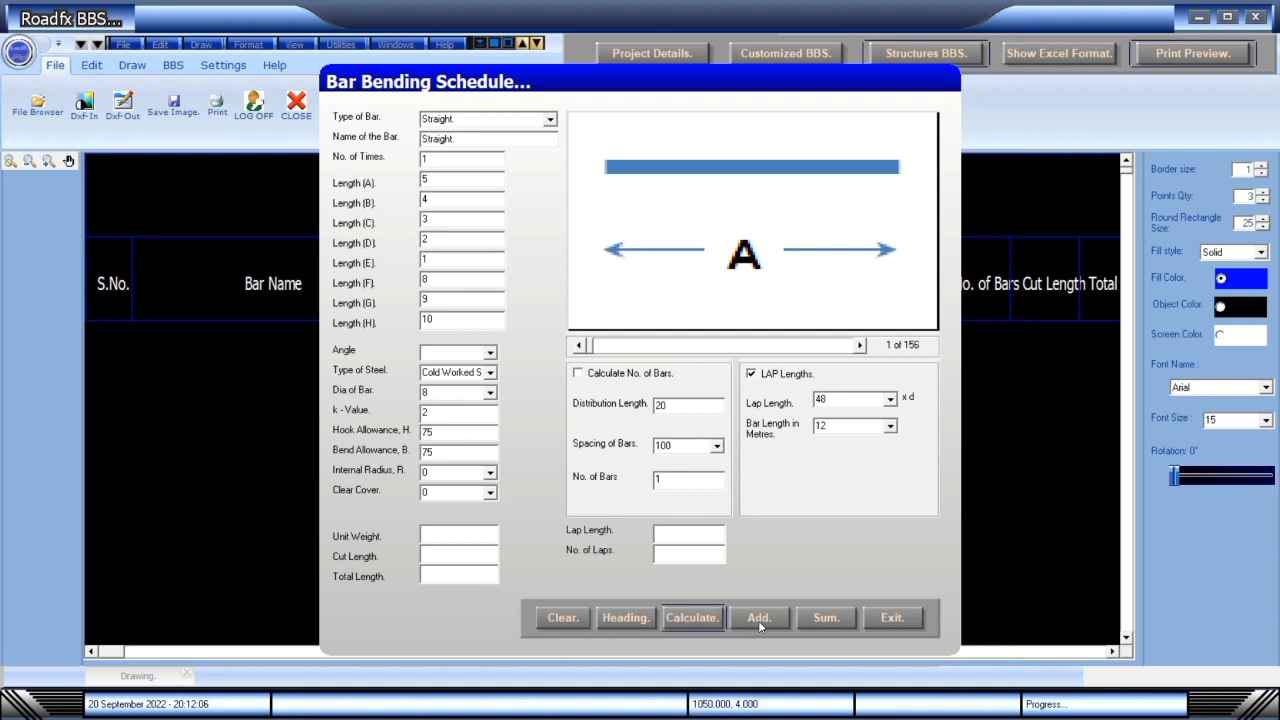 Roadfx BBS...
File Edit Draw Format View Utilities Windows Help
Project Details. Customized BBS. Structures BBS. Show Excel Format. Print Preview.
File Edit Draw BBS Settings Help
File Browser Dxf-In Dxf-Out Save Image. Print LOG OFF CLOSE
Bar Bending Schedule...
Type of Bar. Straight.
Name of the Bar. Straight.
No. of Times. 1
Length (A). 5
Length (B). 4
Length (C). 3
Length (D). 2
Length (E). 1
Length (F). 8
Length (G). 9
Length (H). 10
Angle
Type of Steel. Cold Worked S
Dia of Bar. 8
k - Value. 2
Hook Allowance, H. 75
Bend Allowance, B. 75
Internal Radius, R. 0
Clear Cover. 0
Unit Weight.
Cut Length.
Total Length.
A
1 of 156
Calculate No. of Bars.
Distribution Length. 20
Spacing of Bars. 100
No. of Bars 1
LAP Lengths.
Lap Length. 48 x d
Bar Length in 12
Metres.
Lap Length.
No. of Laps.
Clear. Heading. Calculate. Add. Sum. Exit.
S.No. Bar Name o. of Bars Cut Length Total
Border size: 1
Points Qty: 3
Round Rectangle
Size: 25
Fill style: Solid
Fill Color.
Object Color.
Screen Color.
Font Name :
Arial
Font Size : 15
Rotation: 0°
Drawing.
20 September 2022 - 20:12:06 1050.000, 4.000 Progress...